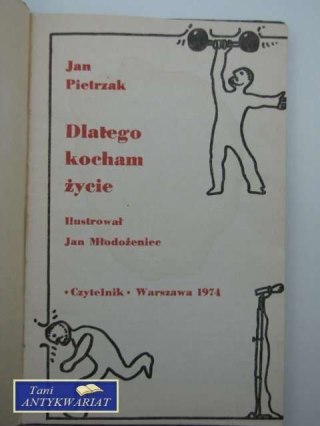 Jan
Pietrzak
Dlatego
kocham
życie
Ilustrował
Jan Młodożeniec
• Czytelnik • Warszawa 1974
Tani
ANTYKWARIAT